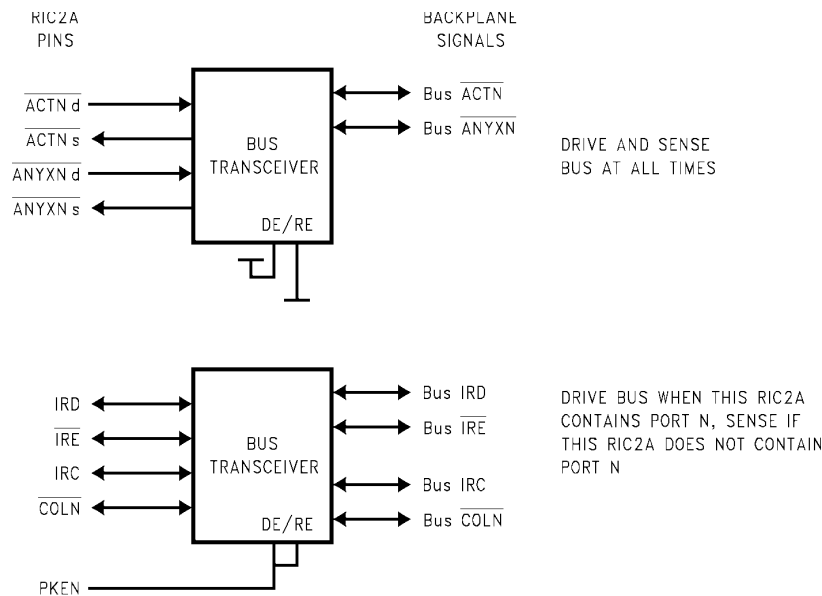 RIC2A
PINS
BACKPLANE
SIGNALS
ACTN d
ACTN s
ANYXN d
ANYXN s
BUS
TRANSCEIVER
DE/RE
Bus ACTN
Bus ANYXN
DRIVE AND SENSE
BUS AT ALL TIMES
IRD
IRE
IRC
COLN
PKEN
BUS
TRANSCEIVER
DE/RE
Bus IRD
Bus IRE
Bus IRC
Bus COLN
DRIVE BUS WHEN THIS RIC2A
CONTAINS PORT N, SENSE IF
THIS RIC2A DOES NOT CONTAIN
PORT N